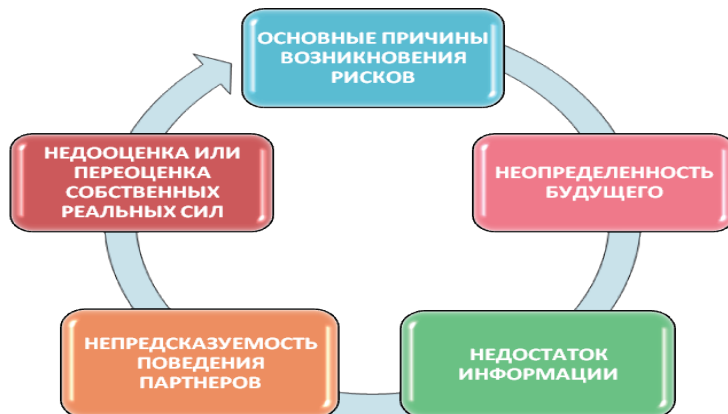 ОСНОВНЫЕ ПРИЧИНЫ
ВОЗНИКНОВЕНИЯ
РИСКОВ
НЕОПРЕДЕЛЕННОСТЬ
БУДУЩЕГО
НЕДОСТАТОК
ИНФОРМАЦИИ
НЕПРЕДСКАЗУЕМОСТЬ
ПОВЕДЕНИЯ
ПАРТНЕРОВ
НЕДООЦЕНКА ИЛИ
ПЕРЕОЦЕНКА
СОБСТВЕННЫХ
РЕАЛЬНЫХ СИЛ